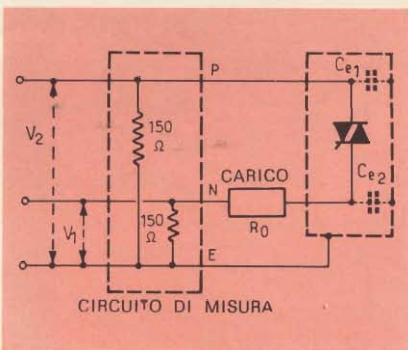 P
Ce1
V2
150
Ω
CARICO
Ce2
N
150
Ω
V1
R0
E
CIRCUITO DI MISURA